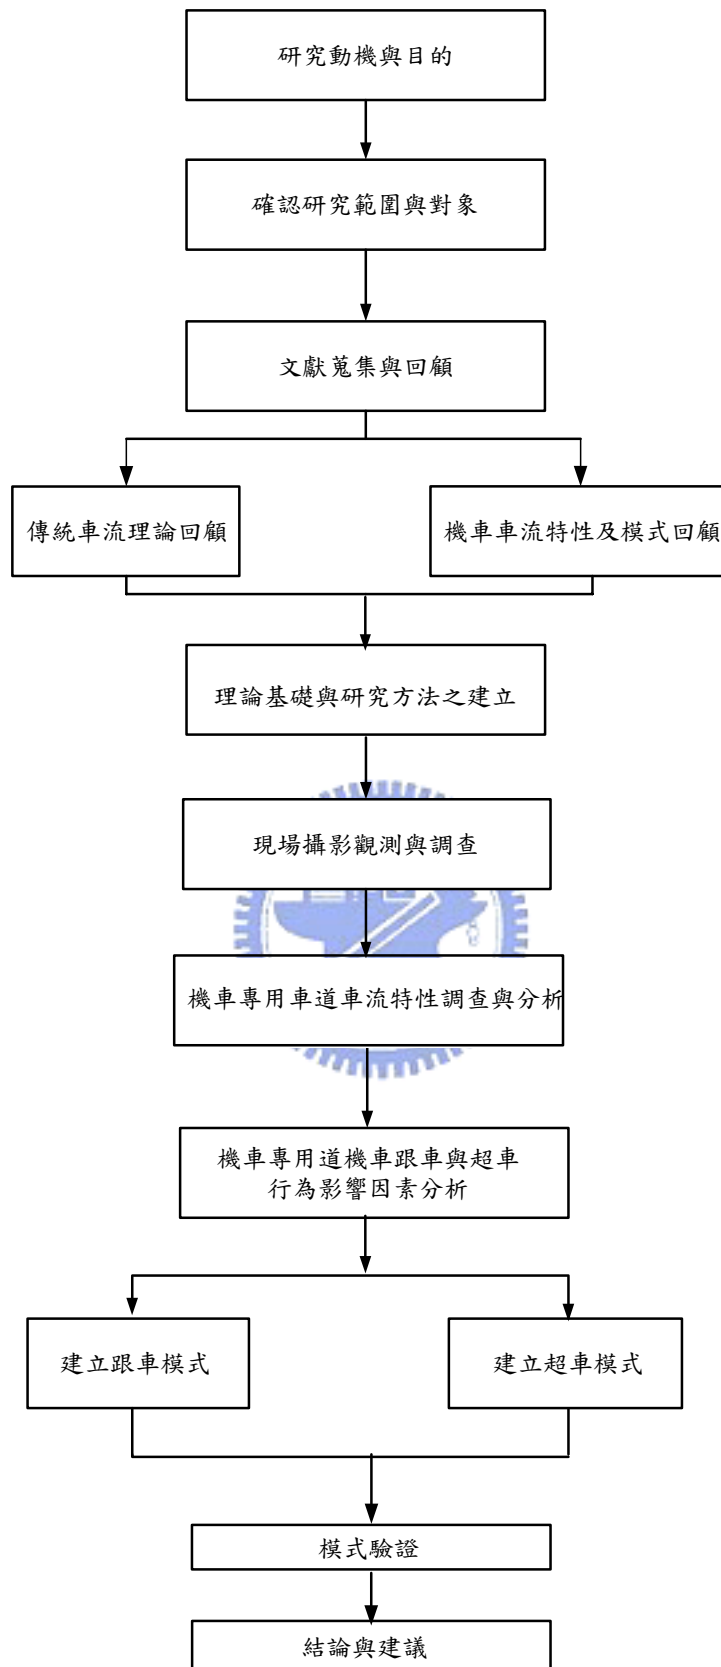 研究動機與目的
確認研究範圍與對象
文獻蒐集與回顧
傳統車流理論回顧
機車車流特性及模式回顧
理論基礎與研究方法之建立
現場攝影觀測與調查
機車專用車道車流特性調查與分析
機車專用道機車跟車與超車
行為影響因素分析
建立跟車模式
建立超車模式
模式驗證
結論與建議